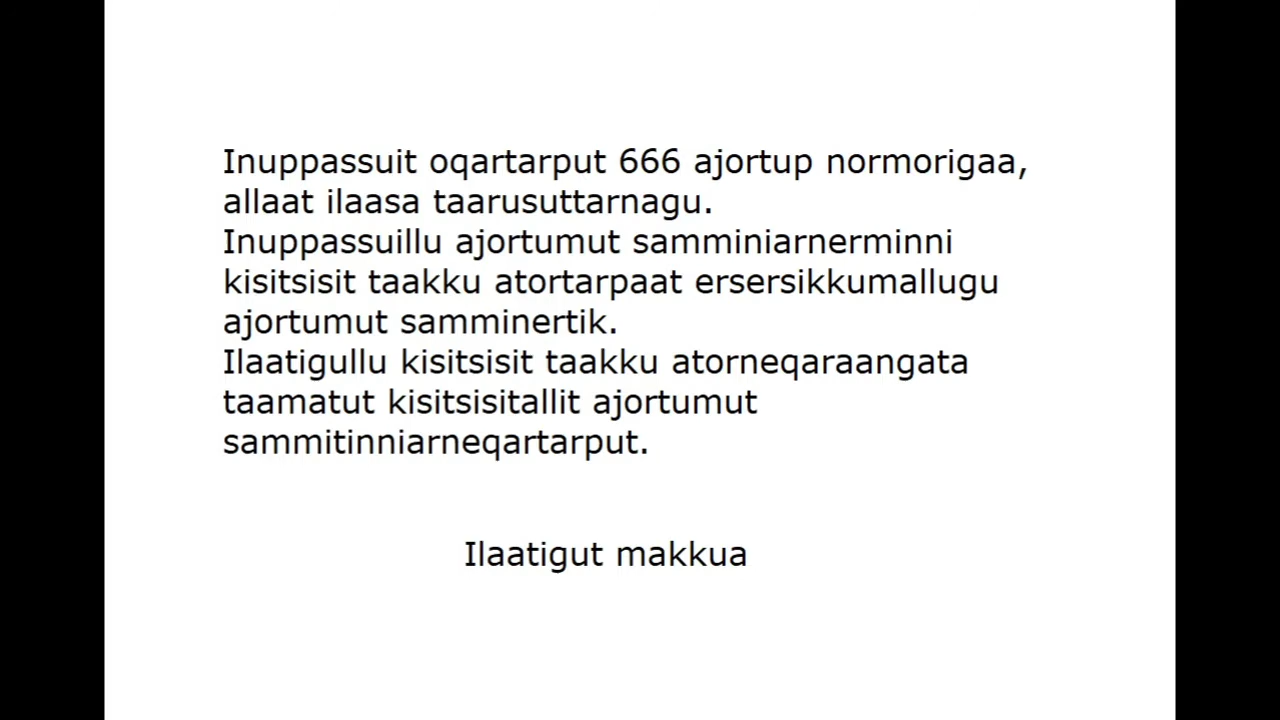 Inuppassuit oqartarput 666 ajortup normorigaa,
allaat ilaasa taarusuttarnagu.
Inuppassuillu ajortumut samminiarnerminni
kisitsisit taakku atortarpaat ersersikkumallugu
ajortumut samminertik.
Ilaatigullu kisitsisit taakku atorneqaraangata
taamatut kisitsisitallit ajortumut
sammitinniarneqartarput.
Ilaatigut makkua